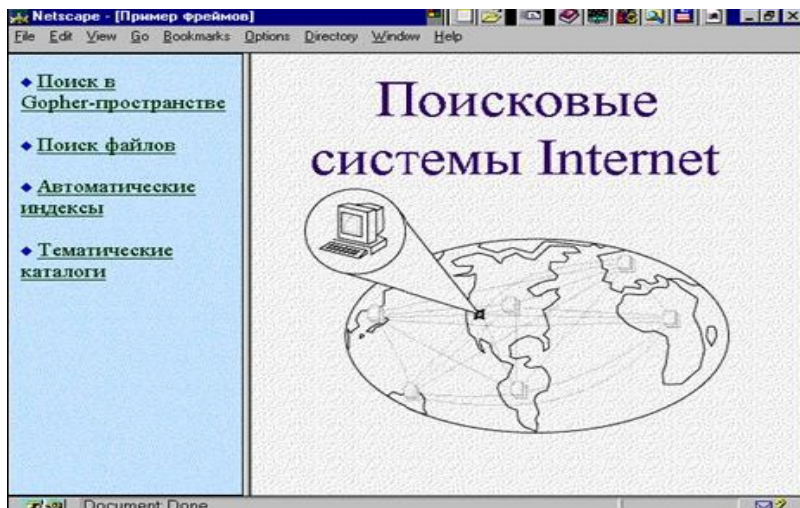 Netscape - [Пример фреймов]
File Edit View Go Bookmarks Options Directory Window Help
Поиск в
Gopher-пространстве
Поиск файлов
Автоматические
индексы
Тематические
каталоги
Поисковые
системы Internet
Document: Done